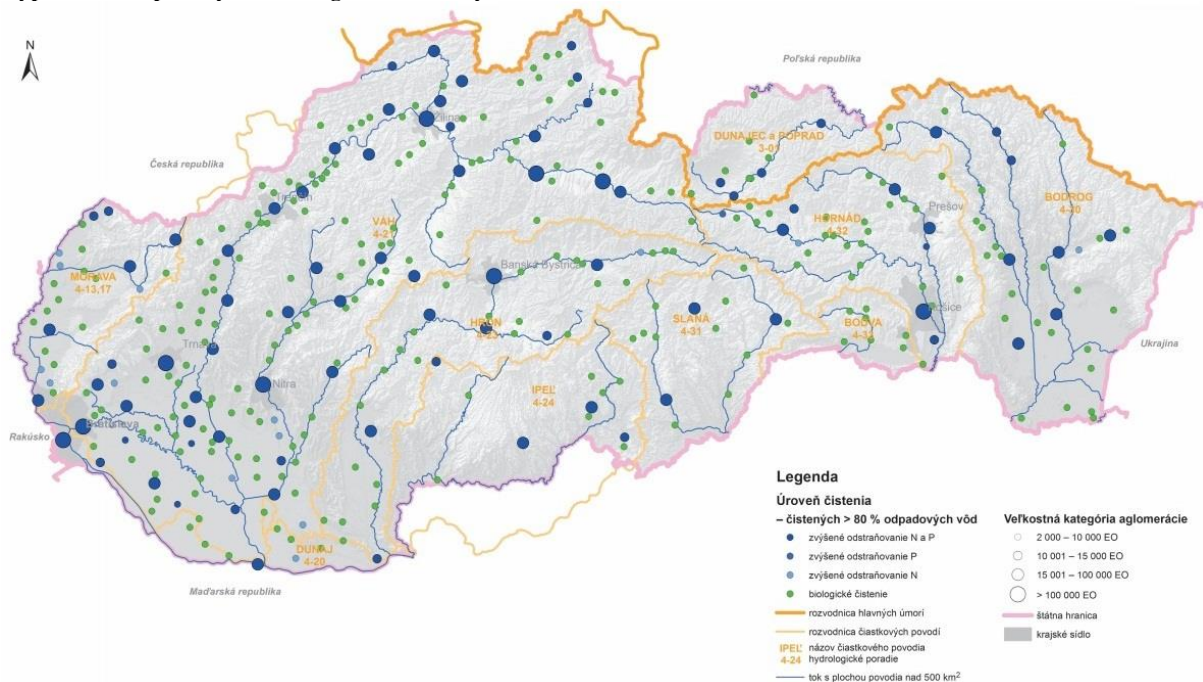 N
Poľská republika
Žilina
DUNAJEC a POPRAD
3-01
Česká republika
Trenčín
VÁH
4-21
HORNÁD
4-32
Prešov
BODROG
4-30
MORAVA
4-13,17
Banská Bystrica
HRON
4-23
SLANÁ
4-31
BODVA
Košice
Ukrajina
Trnava
Nitra
IPEĽ
4-24
Rakúsko
Bratislava
DUNAJ
4-20
Maďarská republika
Legenda
Úroveň čistenia
– čistených > 80 % odpadových vôd
zvýšené odstraňovanie N a P
zvýšené odstraňovanie P
zvýšené odstraňovanie N
biologické čistenie
rozvodnica hlavných úmorí
rozvodnica čiastkových povodí
IPEĽ názov čiastkového povodia
4-24 hydrologické poradie
tok s plochou povodia nad 500 km²
Veľkostná kategória aglomerácie
2 000 – 10 000 EO
10 001 – 15 000 EO
15 001 – 100 000 EO
> 100 000 EO
štátna hranica
krajské sídlo